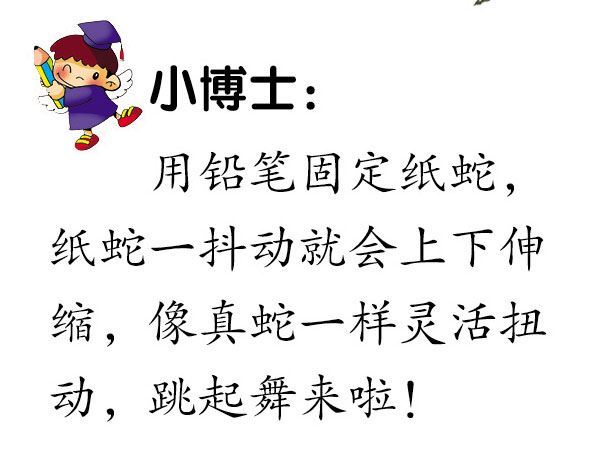 小博士：
用铅笔固定纸蛇，
纸蛇一抖动就会上下伸
缩，像真蛇一样灵活扭
动，跳起舞来啦！